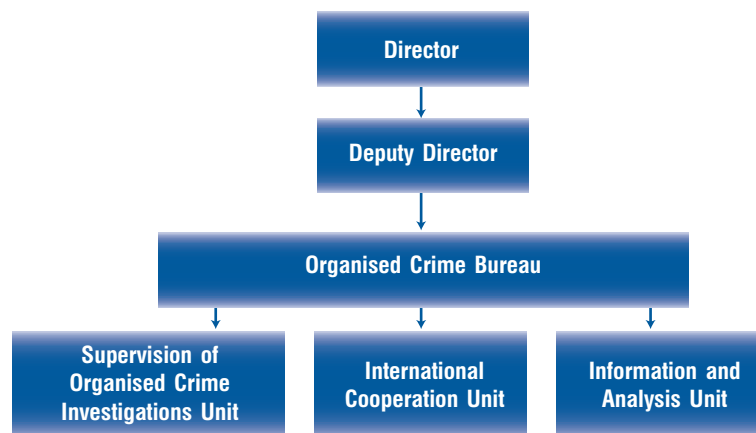 Director
Deputy Director
Organised Crime Bureau
Supervision of
Organised Crime
Investigations Unit
International
Cooperation Unit
Information and
Analysis Unit